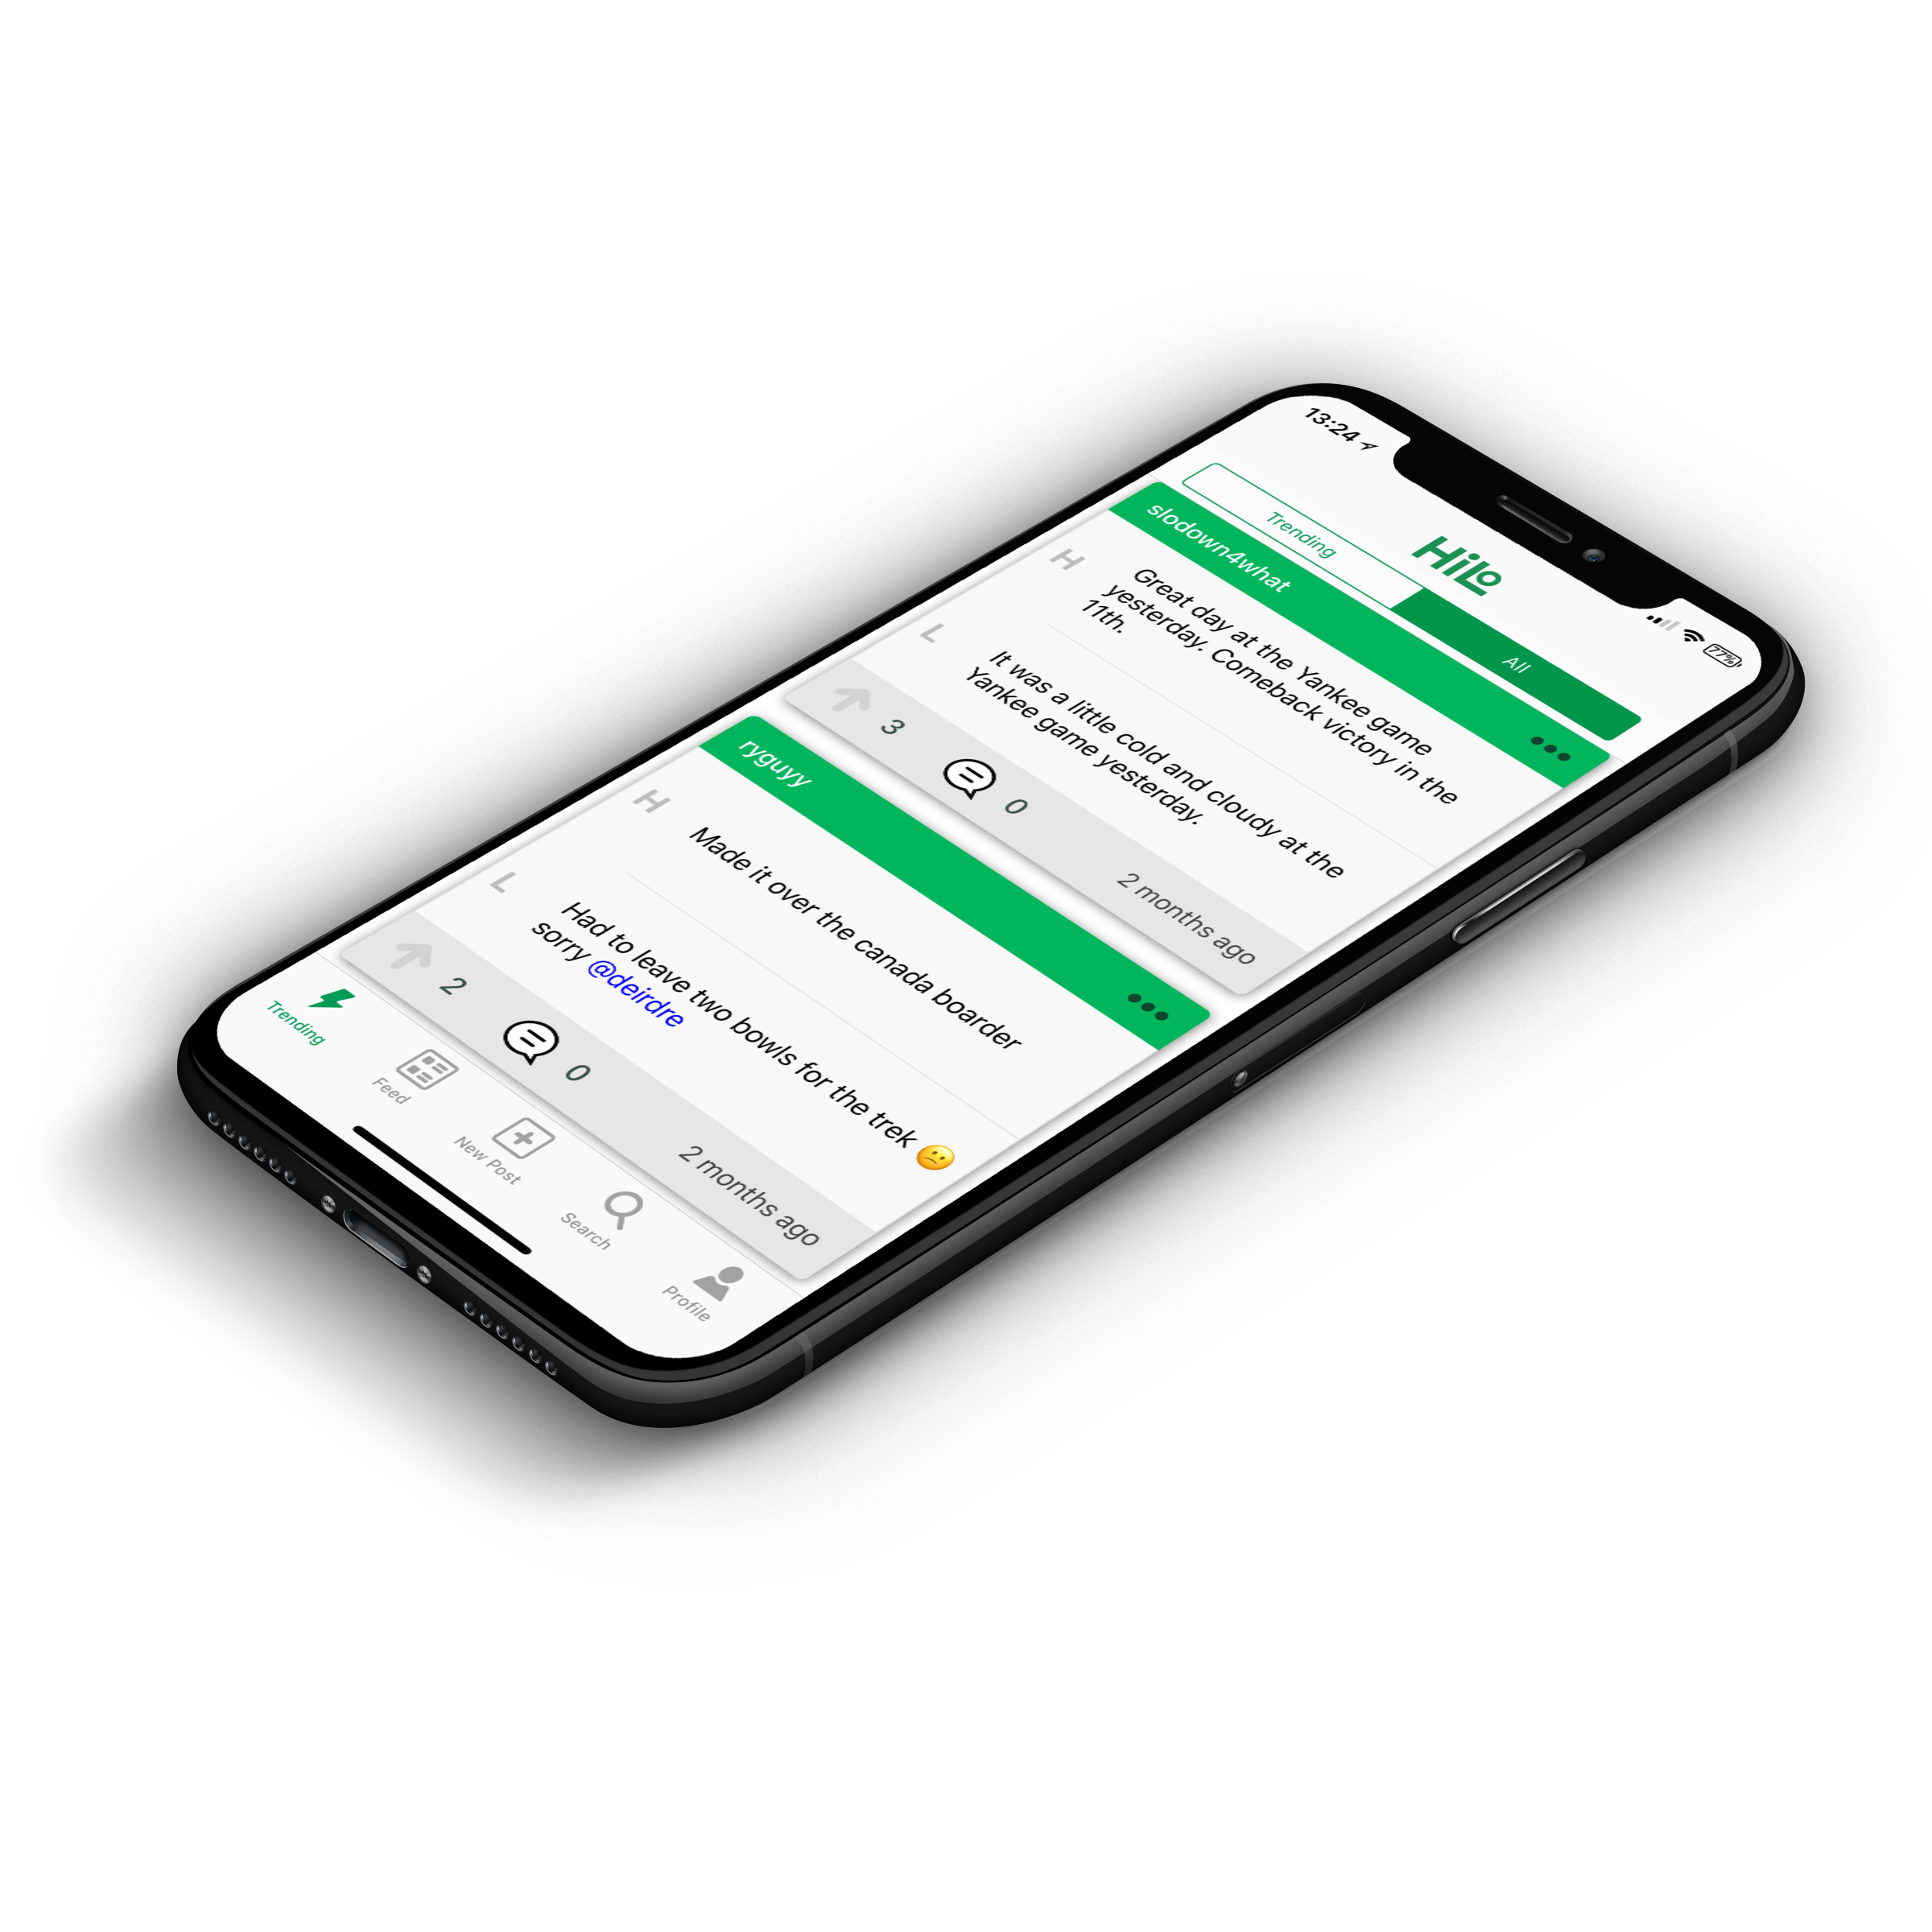 13:24
77%
HiLo
Trending
All
slodown4what
H
Great day at the Yankee game
yesterday. Comeback victory in the
11th.
L
It was a little cold and cloudy at the
Yankee game yesterday.
3
0
2 months ago
ryguyy
H
Made it over the canada boarder
L
Had to leave two bowls for the trek 😕
sorry @deirdre
2
0
2 months ago
Trending
Feed
New Post
Search
Profile